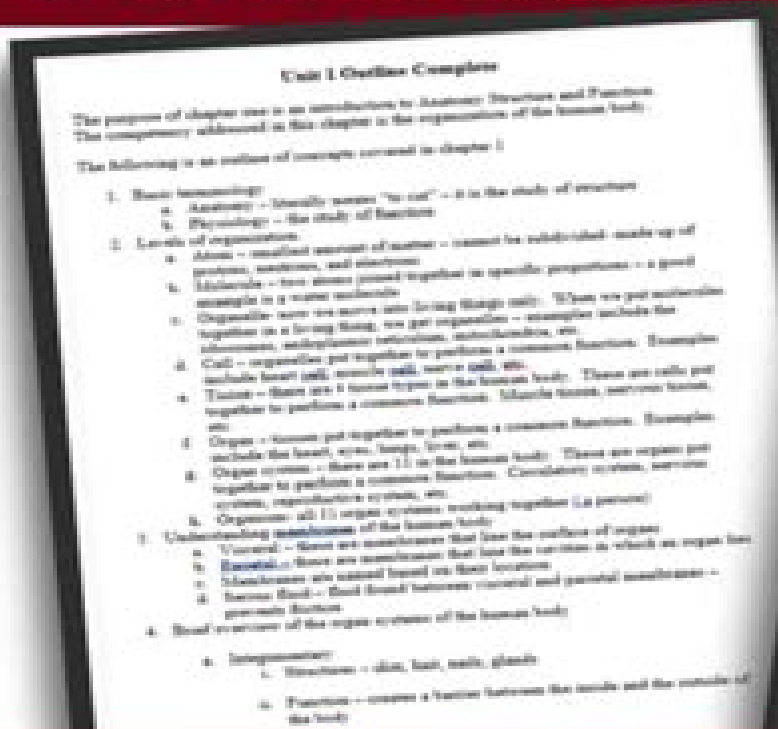 Unit 1 Outline Complete
The purpose of chapter one is an introduction to Anatomy Structure and Function
The competency addressed in this chapter is the organization of the human body
The following is an outline of concepts covered in chapter 1
1. Basic terminology
a. Anatomy – literally means "to cut" – it is the study of structure
b. Physiology – the study of function
2. Levels of organization
a. Atom – smallest amount of matter – cannot be subdivided made up of
protons, neutrons, and electrons
b. Molecule – two atoms joined together in specific proportions – a good
example is a water molecule
c. Organelle now we move into living things only. When we put molecules
together in a living thing, we get organelles – examples include the
ribosomes, endoplasmic reticulum, mitochondria, etc.
d. Cell – organelles put together to perform a common function. Examples
include heart cell, muscle cell, nerve cell, etc.
e. Tissue – there are 4 tissue types in the human body. These are cells put
together to perform a common function. Muscle tissue, nervous tissue,
etc
f. Organ – tissues put together to perform a common function. Examples
include the heart, eyes, lungs, liver, etc.
g. Organ system – there are 11 in the human body. These are organs put
together to perform a common function. Circulatory system, nervous
system, reproductive system, etc.
h. Organism all 11 organ systems working together (a person)
3. Understanding membranes of the human body
a. Visceral – these are membranes that line the surface of organs
b. Parietal – these are membranes that line the cavities in which an organ lies
c. Membranes are named based on their location
d. Serous fluid – fluid found between visceral and parietal membranes –
prevents friction
4. Brief overview of the organ systems of the human body
a. Integumentary
i. Structures – skin, hair, nails, glands
ii. Function – creates a barrier between the inside and the outside of
the body